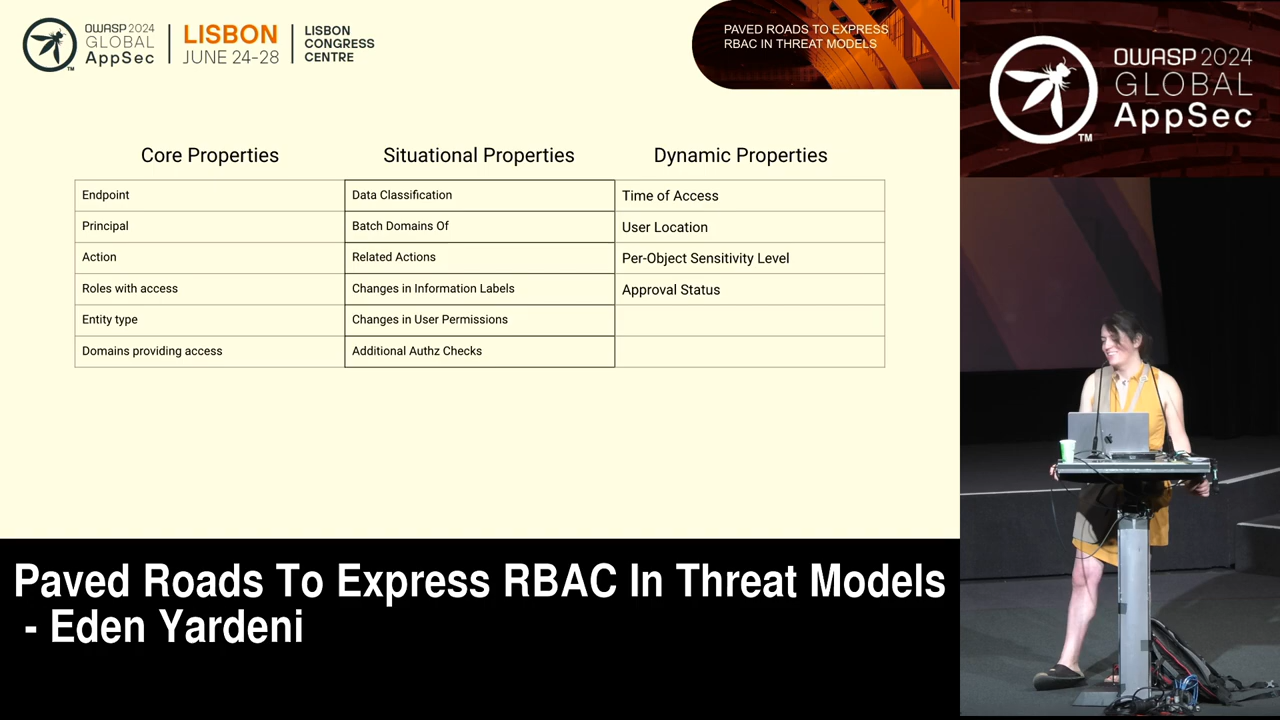 OWASP 2024
GLOBAL
AppSec
TM
LISBON
JUNE 24-28
LISBON
CONGRESS
CENTRE
PAVED ROADS TO EXPRESS
RBAC IN THREAT MODELS
OWASP 2024
GLOBAL
AppSec
TM
Core Properties Situational Properties Dynamic Properties
Endpoint Data Classification Time of Access
Principal Batch Domains Of User Location
Action Related Actions Per-Object Sensitivity Level
Roles with access Changes in Information Labels Approval Status
Entity type Changes in User Permissions
Domains providing access Additional Authz Checks
Paved Roads To Express RBAC In Threat Models
- Eden Yardeni